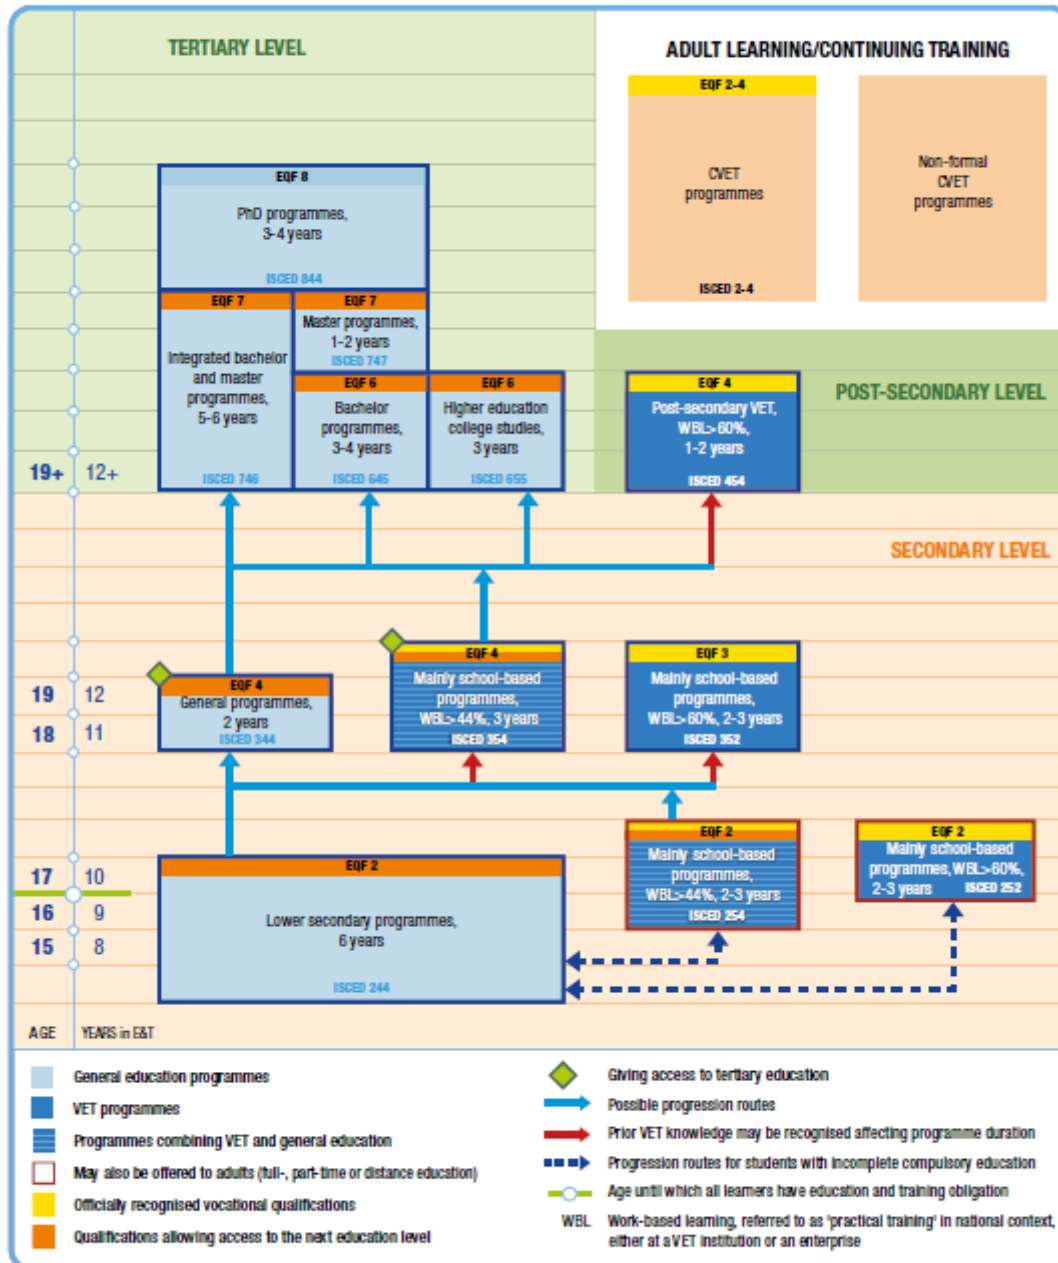 TERTIARY LEVEL
ADULT LEARNING/CONTINUING TRAINING
EQF 2-4
CVET
programmes
ISCED 2-4
Non-formal
CVET
programmes
EQF 8
PhD programmes,
3-4 years
ISCED 844
EQF 7
Integrated bachelor
and master
programmes,
5-6 years
ISCED 746
EQF 7
Master programmes,
1-2 years
ISCED 747
EQF 6
Bachelor
programmes,
3-4 years
ISCED 645
EQF 6
Higher education
college studies,
3 years
ISCED 655
EQF 4
Post-secondary VET,
WBL>60%,
1-2 years
ISCED 454
POST-SECONDARY LEVEL
19+ 12+
SECONDARY LEVEL
EQF 4
General programmes,
2 years
ISCED 344
EQF 4
Mainly school-based
programmes,
WBL>44%, 3 years
ISCED 354
EQF 3
Mainly school-based
programmes,
WBL>60%, 2-3 years
ISCED 352
19 12
18 11
EQF 2
Lower secondary programmes,
6 years
ISCED 244
EQF 2
Mainly school-based
programmes,
WBL>44%, 2-3 years
ISCED 254
EQF 2
Mainly school-based
programmes, WBL>60%,
2-3 years ISCED 252
17 10
16 9
15 8
AGE YEARS in E&T
General education programmes
VET programmes
Programmes combining VET and general education
May also be offered to adults (full-, part-time or distance education)
Officially recognised vocational qualifications
Qualifications allowing access to the next education level
Giving access to tertiary education
Possible progression routes
Prior VET knowledge may be recognised affecting programme duration
Progression routes for students with incomplete compulsory education
Age until which all learners have education and training obligation
WBL Work-based learning, referred to as 'practical training' in national context,
either at a VET institution or an enterprise